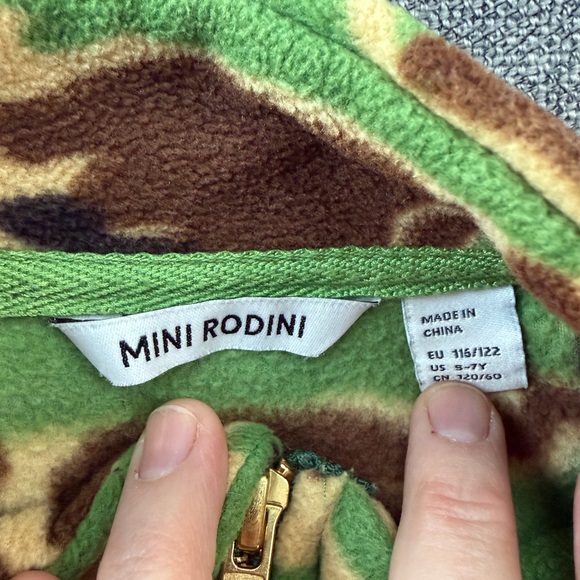 MINI RODINI
MADE IN
CHINA
EU 116/122
US 5-7Y
CN 120/60